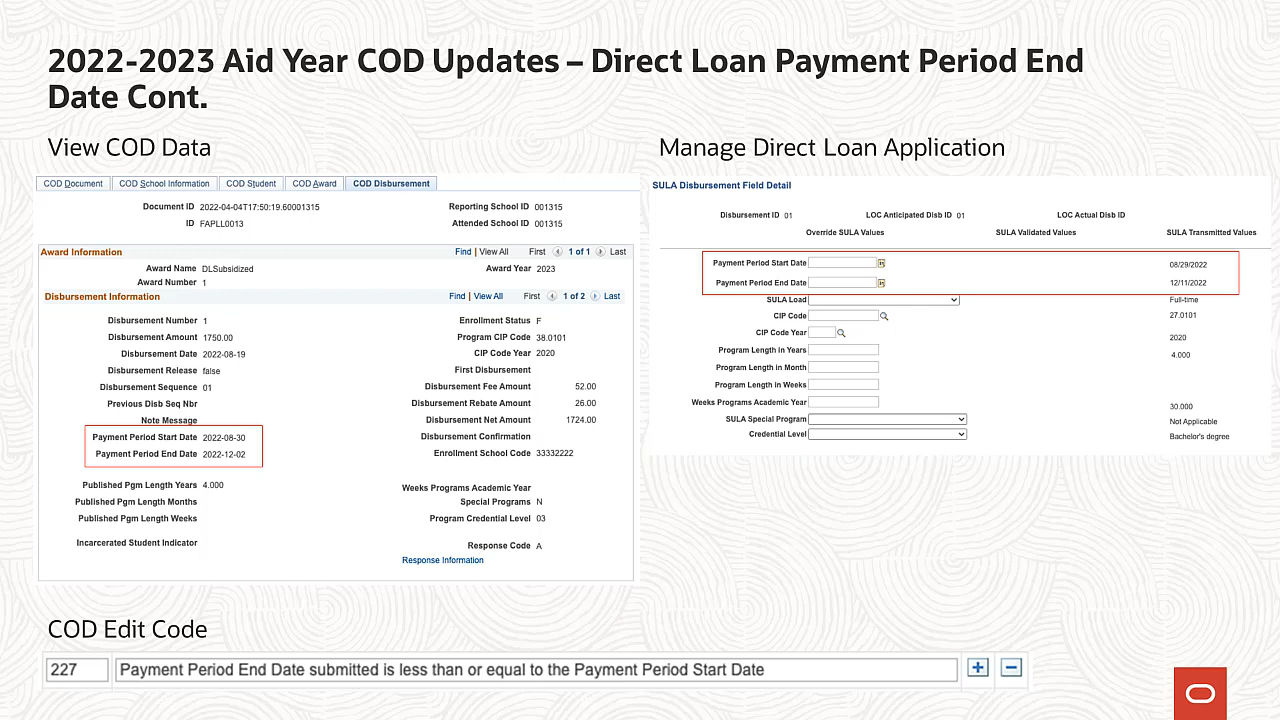 2022-2023 Aid Year COD Updates – Direct Loan Payment Period End
Date Cont.
View COD Data
COD Document COD School Information COD Student COD Award COD Disbursement
Document ID 2022-04-04T17:50:19.60001315 Reporting School ID 001315
ID FAPLL0013 Attended School ID 001315
Award Information Find | View All First 1 of 1 Last
Award Name DLSubsidized Award Year 2023
Award Number 1
Disbursement Information Find | View All First 1 of 2 Last
Disbursement Number 1 Enrollment Status F
Disbursement Amount 1750.00 Program CIP Code 38.0101
Disbursement Date 2022-08-19 CIP Code Year 2020
Disbursement Release false First Disbursement
Disbursement Sequence 01 Disbursement Fee Amount 52.00
Previous Disb Seq Nbr Disbursement Rebate Amount 26.00
Note Message Disbursement Net Amount 1724.00
Payment Period Start Date 2022-08-30 Disbursement Confirmation
Payment Period End Date 2022-12-02 Enrollment School Code 33332222
Published Pgm Length Years 4.000 Weeks Programs Academic Year
Published Pgm Length Months Special Programs N
Published Pgm Length Weeks Program Credential Level 03
Incarcerated Student Indicator Response Code A
Response Information
Manage Direct Loan Application
SULA Disbursement Field Detail
Disbursement ID 01 LOC Anticipated Disb ID 01 LOC Actual Disb ID
Override SULA Values SULA Validated Values SULA Transmitted Values
Payment Period Start Date 08/29/2022
Payment Period End Date 12/11/2022
SULA Load Full-time
CIP Code 27.0101
CIP Code Year 2020
Program Length in Years 4.000
Program Length in Month
Program Length in Weeks
Weeks Programs Academic Year 30.000
SULA Special Program Not Applicable
Credential Level Bachelor's degree
COD Edit Code
227 Payment Period End Date submitted is less than or equal to the Payment Period Start Date